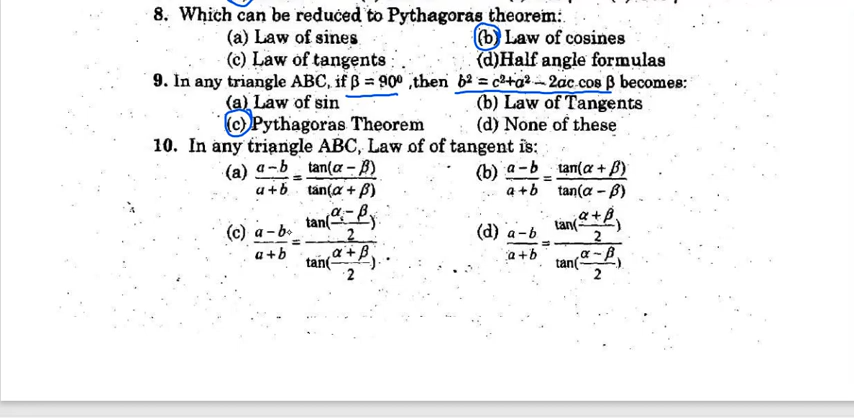 8. Which can be reduced to Pythagoras theorem:
(a) Law of sines (b) Law of cosines
(c) Law of tangents (d)Half angle formulas
9. In any triangle ABC, if β = 90⁰ ,then b² = c²+a² – 2ac cos β becomes:
(a) Law of sin (b) Law of Tangents
(c) Pythagoras Theorem (d) None of these
10. In any triangle ABC, Law of of tangent is:
(a) a−b / a+b = tan(α − β) / tan(α + β) (b) a−b / a+b = tan(α + β) / tan(α − β)
(c) a−b / a+b = tan(α−β / 2) / tan(α+β / 2) (d) a−b / a+b = tan(α+β / 2) / tan(α−β / 2)